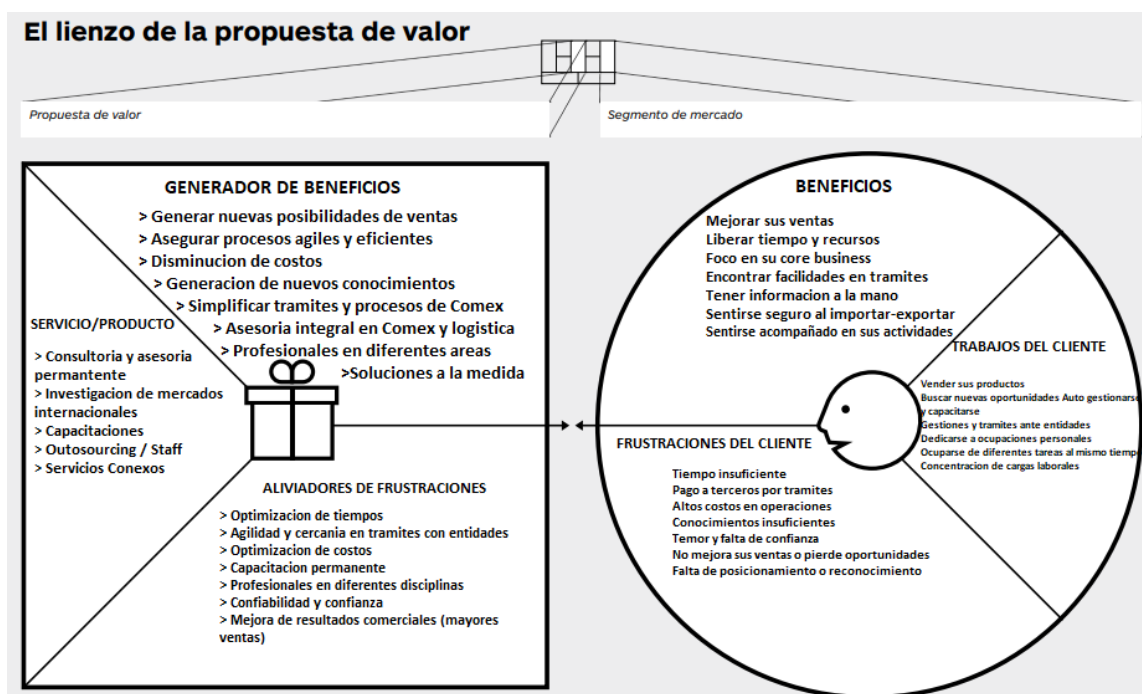 El lienzo de la propuesta de valor
Propuesta de valor
Segmento de mercado
GENERADOR DE BENEFICIOS
> Generar nuevas posibilidades de ventas
> Asegurar procesos agiles y eficientes
> Disminucion de costos
> Generacion de nuevos conocimientos
> Simplificar tramites y procesos de Comex
> Asesoria integral en Comex y logistica
> Profesionales en diferentes areas
>Soluciones a la medida
SERVICIO/PRODUCTO
> Consultoria y asesoria
permantente
> Investigacion de mercados
internacionales
> Capacitaciones
> Outosourcing / Staff
> Servicios Conexos
ALIVIADORES DE FRUSTRACIONES
> Optimizacion de tiempos
> Agilidad y cercania en tramites con entidades
> Optimizacion de costos
> Capacitacion permanente
> Profesionales en diferentes disciplinas
> Confiabilidad y confianza
> Mejora de resultados comerciales (mayores
ventas)
BENEFICIOS
Mejorar sus ventas
Liberar tiempo y recursos
Foco en su core business
Encontrar facilidades en tramites
Tener informacion a la mano
Sentirse seguro al importar-exportar
Sentirse acompañado en sus actividades
TRABAJOS DEL CLIENTE
Vender sus productos
Buscar nuevas oportunidades Auto gestionarse
y capacitarse
Gestiones y tramites ante entidades
Dedicarse a ocupaciones personales
Ocuparse de diferentes tareas al mismo tiempo
Concentracion de cargas laborales
FRUSTRACIONES DEL CLIENTE
Tiempo insuficiente
Pago a terceros por tramites
Altos costos en operaciones
Conocimientos insuficientes
Temor y falta de confianza
No mejora sus ventas o pierde oportunidades
Falta de posicionamiento o reconocimiento